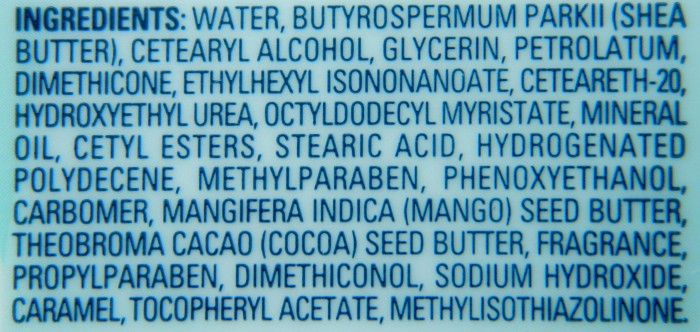 INGREDIENTS: WATER, BUTYROSPERMUM PARKII (SHEA
BUTTER), CETEARYL ALCOHOL, GLYCERIN, PETROLATUM,
DIMETHICONE, ETHYLHEXYL ISONONANOATE, CETEARETH-20,
HYDROXYETHYL UREA, OCTYLDODECYL MYRISTATE, MINERAL
OIL, CETYL ESTERS, STEARIC ACID, HYDROGENATED
POLYDECENE, METHYLPARABEN, PHENOXYETHANOL,
CARBOMER, MANGIFERA INDICA (MANGO) SEED BUTTER,
THEOBROMA CACAO (COCOA) SEED BUTTER, FRAGRANCE,
PROPYLPARABEN, DIMETHICONOL, SODIUM HYDROXIDE,
CARAMEL, TOCOPHERYL ACETATE, METHYLISOTHIAZOLINONE.